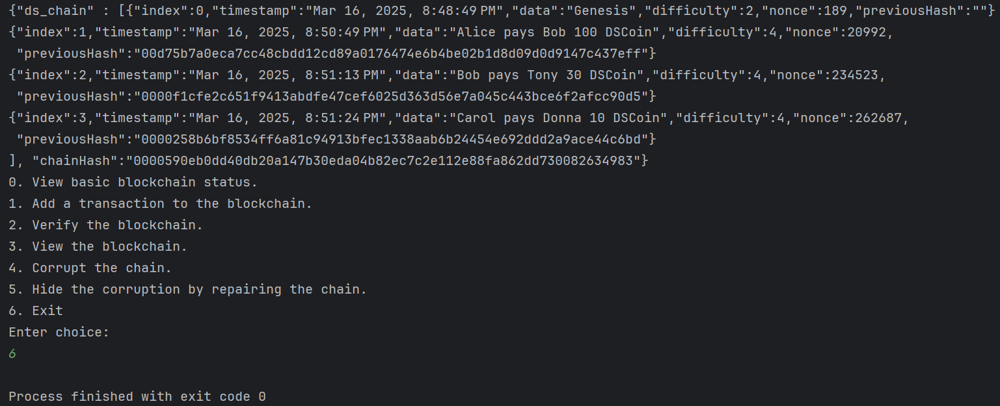 {"ds_chain" : [{"index":0,"timestamp":"Mar 16, 2025, 8:48:49 PM","data":"Genesis","difficulty":2,"nonce":189,"previousHash":""}
{"index":1,"timestamp":"Mar 16, 2025, 8:50:49 PM","data":"Alice pays Bob 100 DSCoin","difficulty":4,"nonce":20992,
"previousHash":"00d75b7a0eca7cc48cbdd12cd89a0176474e6b4be02b1d8d09d0d9147c437eff"}
{"index":2,"timestamp":"Mar 16, 2025, 8:51:13 PM","data":"Bob pays Tony 30 DSCoin","difficulty":4,"nonce":234523,
"previousHash":"0000f1cfe2c651f9413abdfe47cef6025d363d56e7a045c443bce6f2afcc90d5"}
{"index":3,"timestamp":"Mar 16, 2025, 8:51:24 PM","data":"Carol pays Donna 10 DSCoin","difficulty":4,"nonce":262687,
"previousHash":"0000258b6bf8534ff6a81c94913bfec1338aab6b24454e692ddd2a9ace44c6bd"}
], "chainHash":"0000590eb0dd40db20a147b30eda04b82ec7c2e112e88fa862dd730082634983"}
0. View basic blockchain status.
1. Add a transaction to the blockchain.
2. Verify the blockchain.
3. View the blockchain.
4. Corrupt the chain.
5. Hide the corruption by repairing the chain.
6. Exit
Enter choice:
6
Process finished with exit code 0